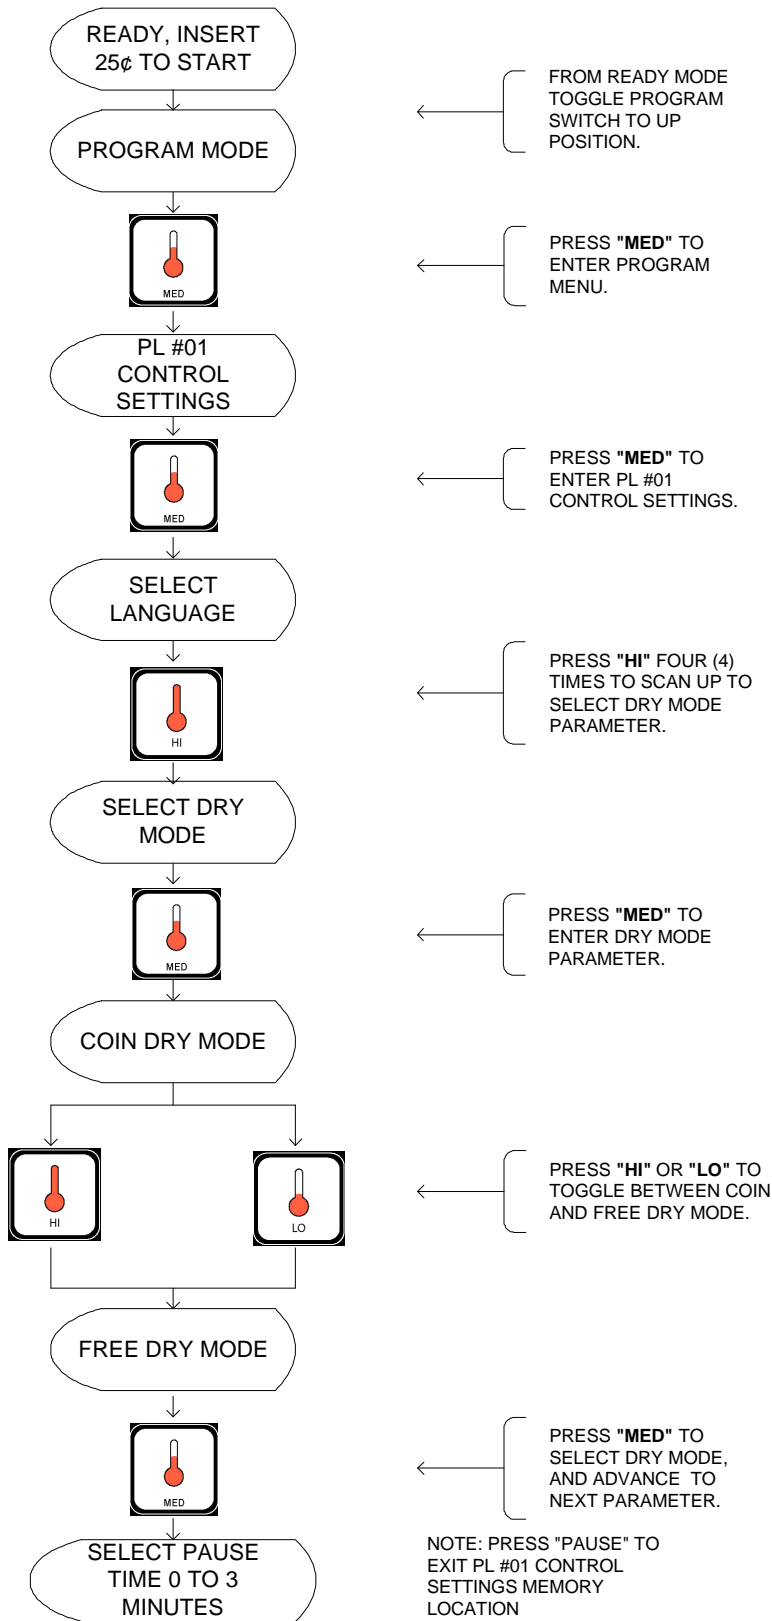 READY, INSERT
25¢ TO START
FROM READY MODE
TOGGLE PROGRAM
SWITCH TO UP
POSITION.
PROGRAM MODE
MED
PRESS "MED" TO
ENTER PROGRAM
MENU.
PL #01
CONTROL
SETTINGS
MED
PRESS "MED" TO
ENTER PL #01
CONTROL SETTINGS.
SELECT
LANGUAGE
HI
PRESS "HI" FOUR (4)
TIMES TO SCAN UP TO
SELECT DRY MODE
PARAMETER.
SELECT DRY
MODE
MED
PRESS "MED" TO
ENTER DRY MODE
PARAMETER.
COIN DRY MODE
HI
LO
PRESS "HI" OR "LO" TO
TOGGLE BETWEEN COIN
AND FREE DRY MODE.
FREE DRY MODE
MED
PRESS "MED" TO
SELECT DRY MODE,
AND ADVANCE TO
NEXT PARAMETER.
SELECT PAUSE
TIME 0 TO 3
MINUTES
NOTE: PRESS "PAUSE" TO
EXIT PL #01 CONTROL
SETTINGS MEMORY
LOCATION